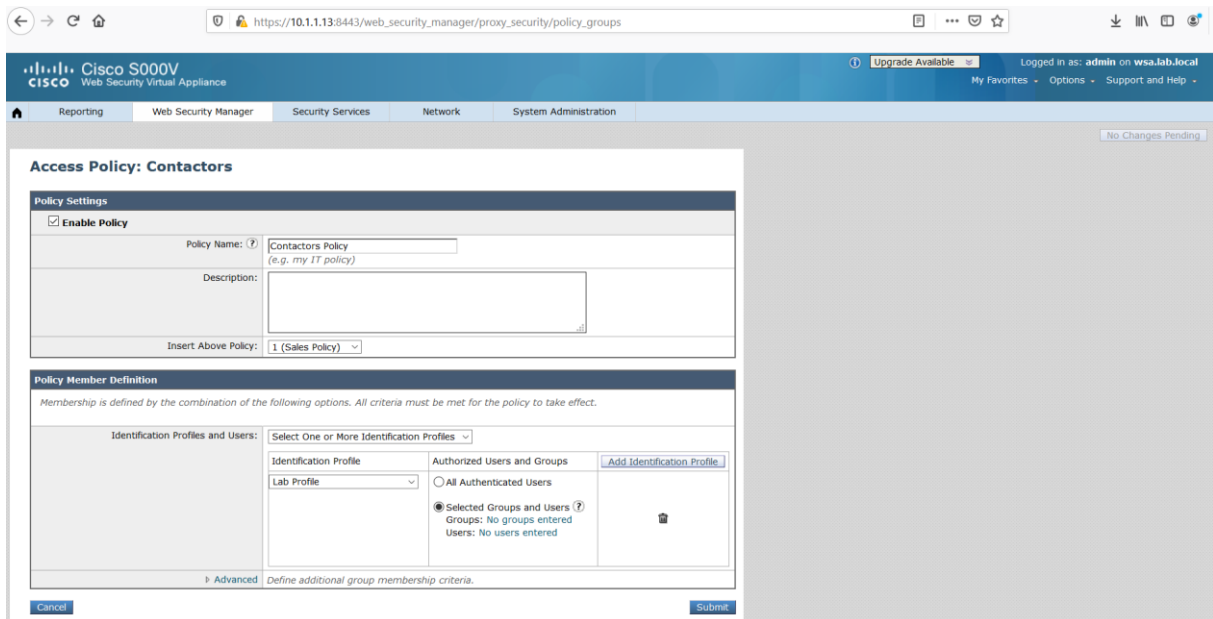 https://10.1.1.13:8443/web_security_manager/proxy_security/policy_groups
Cisco S000V
CISCO Web Security Virtual Appliance
Upgrade Available
Logged in as: admin on wsa.lab.local
My Favorites Options Support and Help
Reporting Web Security Manager Security Services Network System Administration
No Changes Pending
Access Policy: Contactors
Policy Settings
Enable Policy
Policy Name: ? Contactors Policy
(e.g. my IT policy)
Description:
Insert Above Policy: 1 (Sales Policy)
Policy Member Definition
Membership is defined by the combination of the following options. All criteria must be met for the policy to take effect.
Identification Profiles and Users: Select One or More Identification Profiles
Identification Profile Authorized Users and Groups Add Identification Profile
Lab Profile All Authenticated Users
Selected Groups and Users ?
Groups: No groups entered
Users: No users entered
Advanced Define additional group membership criteria.
Cancel Submit